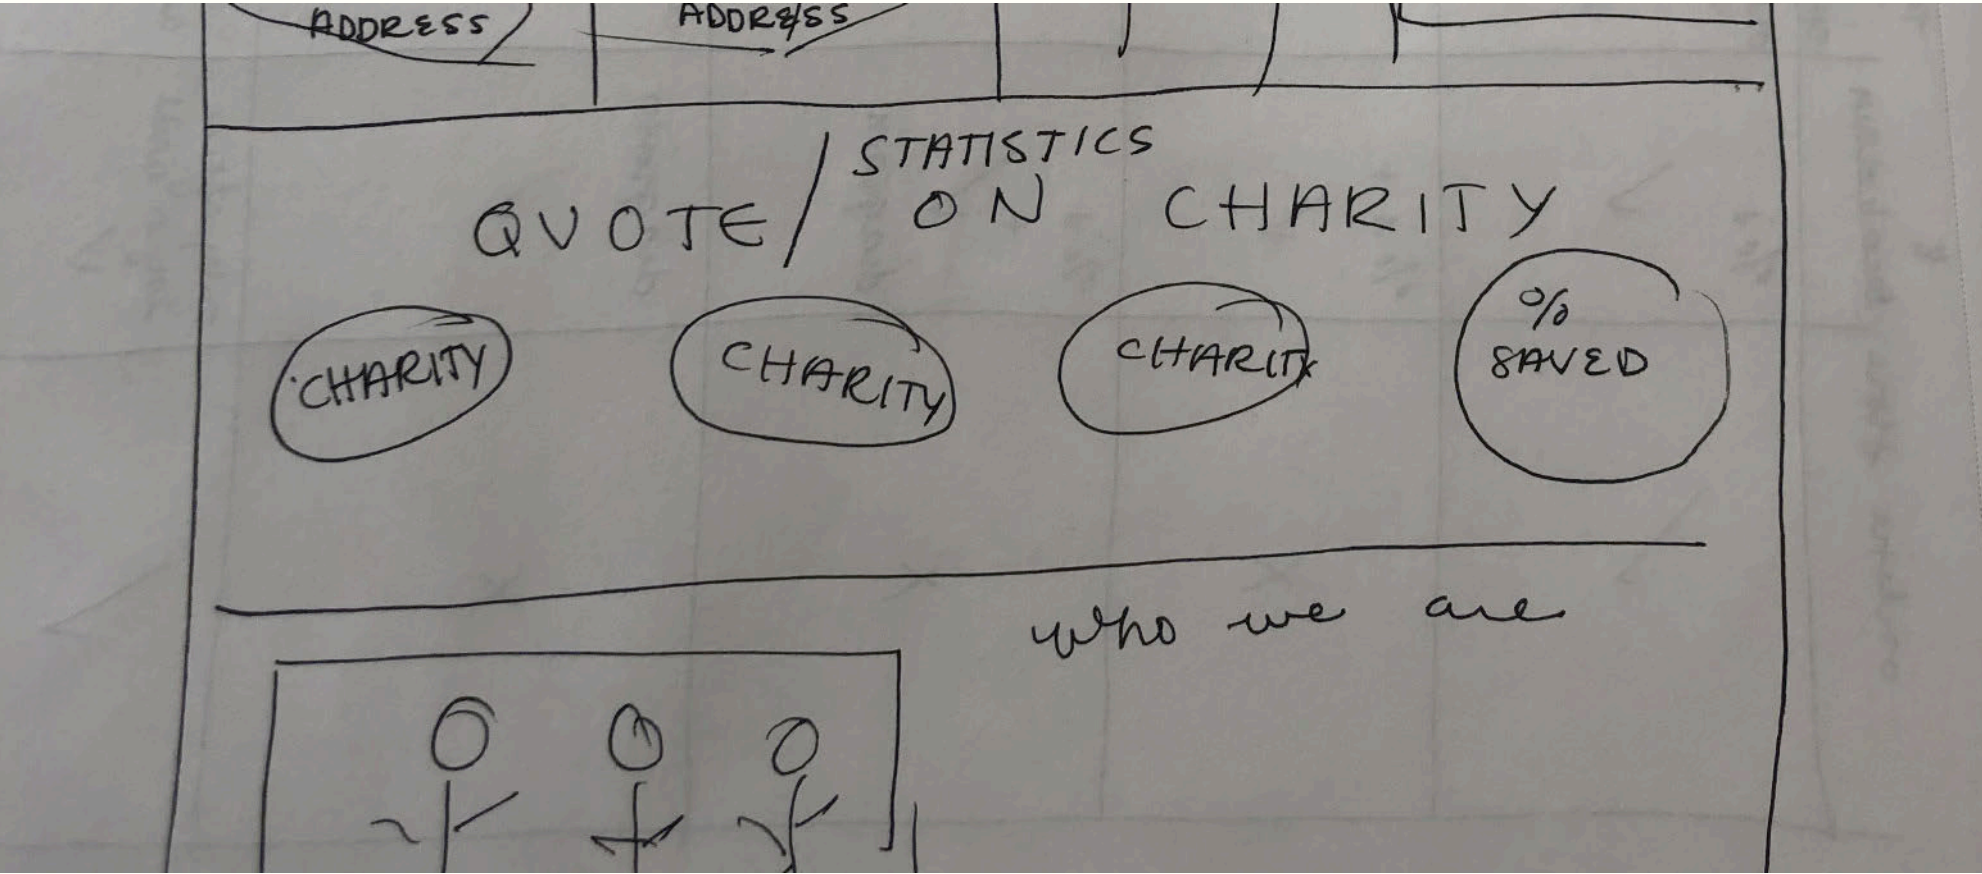 ADDRESS ADDRESS
STATISTICS
QUOTE / ON CHARITY
CHARITY CHARITY CHARITY % SAVED
who we are